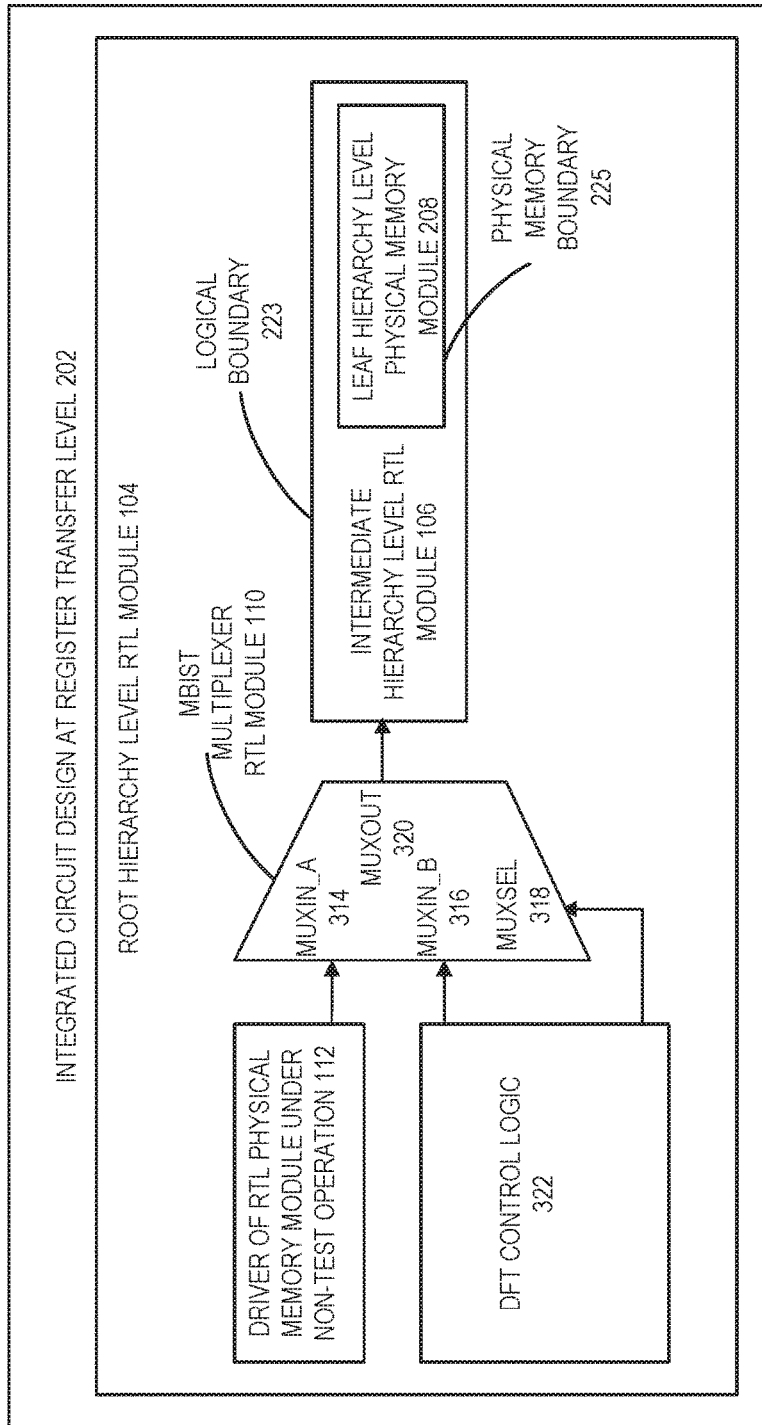 INTEGRATED CIRCUIT DESIGN AT REGISTER TRANSFER LEVEL 202
ROOT HIERARCHY LEVEL RTL MODULE 104
DRIVER OF RTL PHYSICAL
MEMORY MODULE UNDER
NON-TEST OPERATION 112
DFT CONTROL LOGIC
322
MBIST
MULTIPLEXER
RTL MODULE 110
MUXIN_A
314
MUXOUT
320
MUXIN_B
316
MUXSEL
318
LOGICAL
BOUNDARY
223
INTERMEDIATE
HIERARCHY LEVEL RTL
MODULE 106
LEAF HIERARCHY LEVEL
PHYSICAL MEMORY
MODULE 208
PHYSICAL
MEMORY
BOUNDARY
225